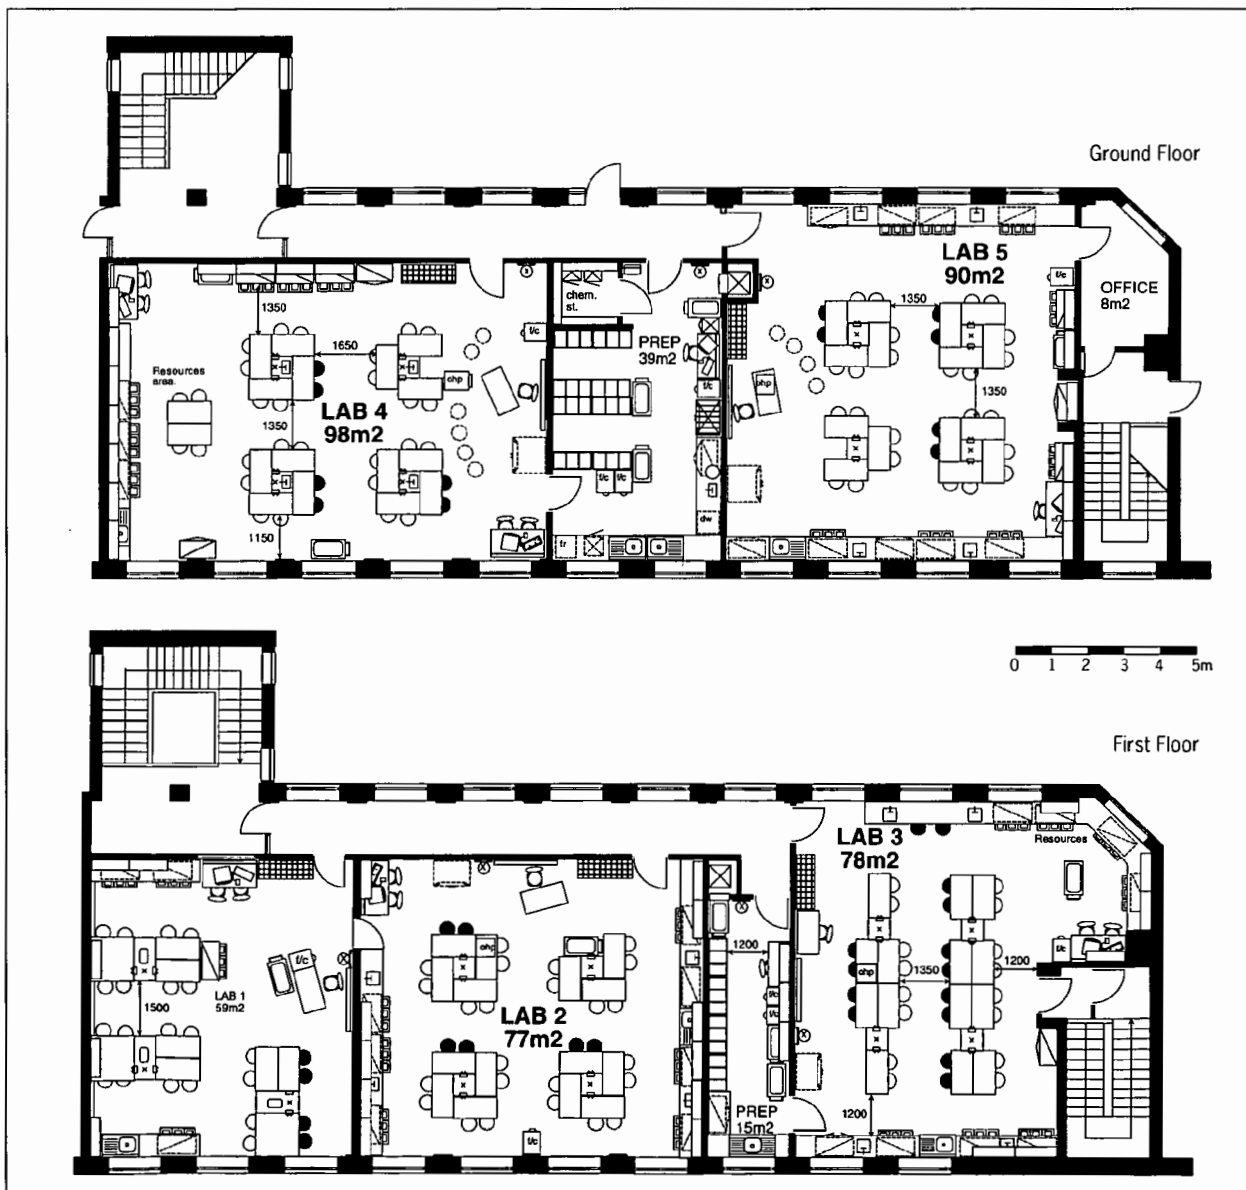 Ground Floor
LAB 5
90m2
t/c
OFFICE
8m2
chem.
st.
1350
1350
t/c
PREP
39m2
1650
Resources
area.
ohp
t/c
ohp
LAB 4
98m2
1350
1350
t/c t/c
dw
1150
fr
0 1 2 3 4 5m
First Floor
LAB 3
78m2
Resources
ohp
t/c
1200
t/c
1350
1200
ohp
LAB 1
59m2
t/c
t/c
1500
LAB 2
77m2
PREP
15m2
1200
t/c